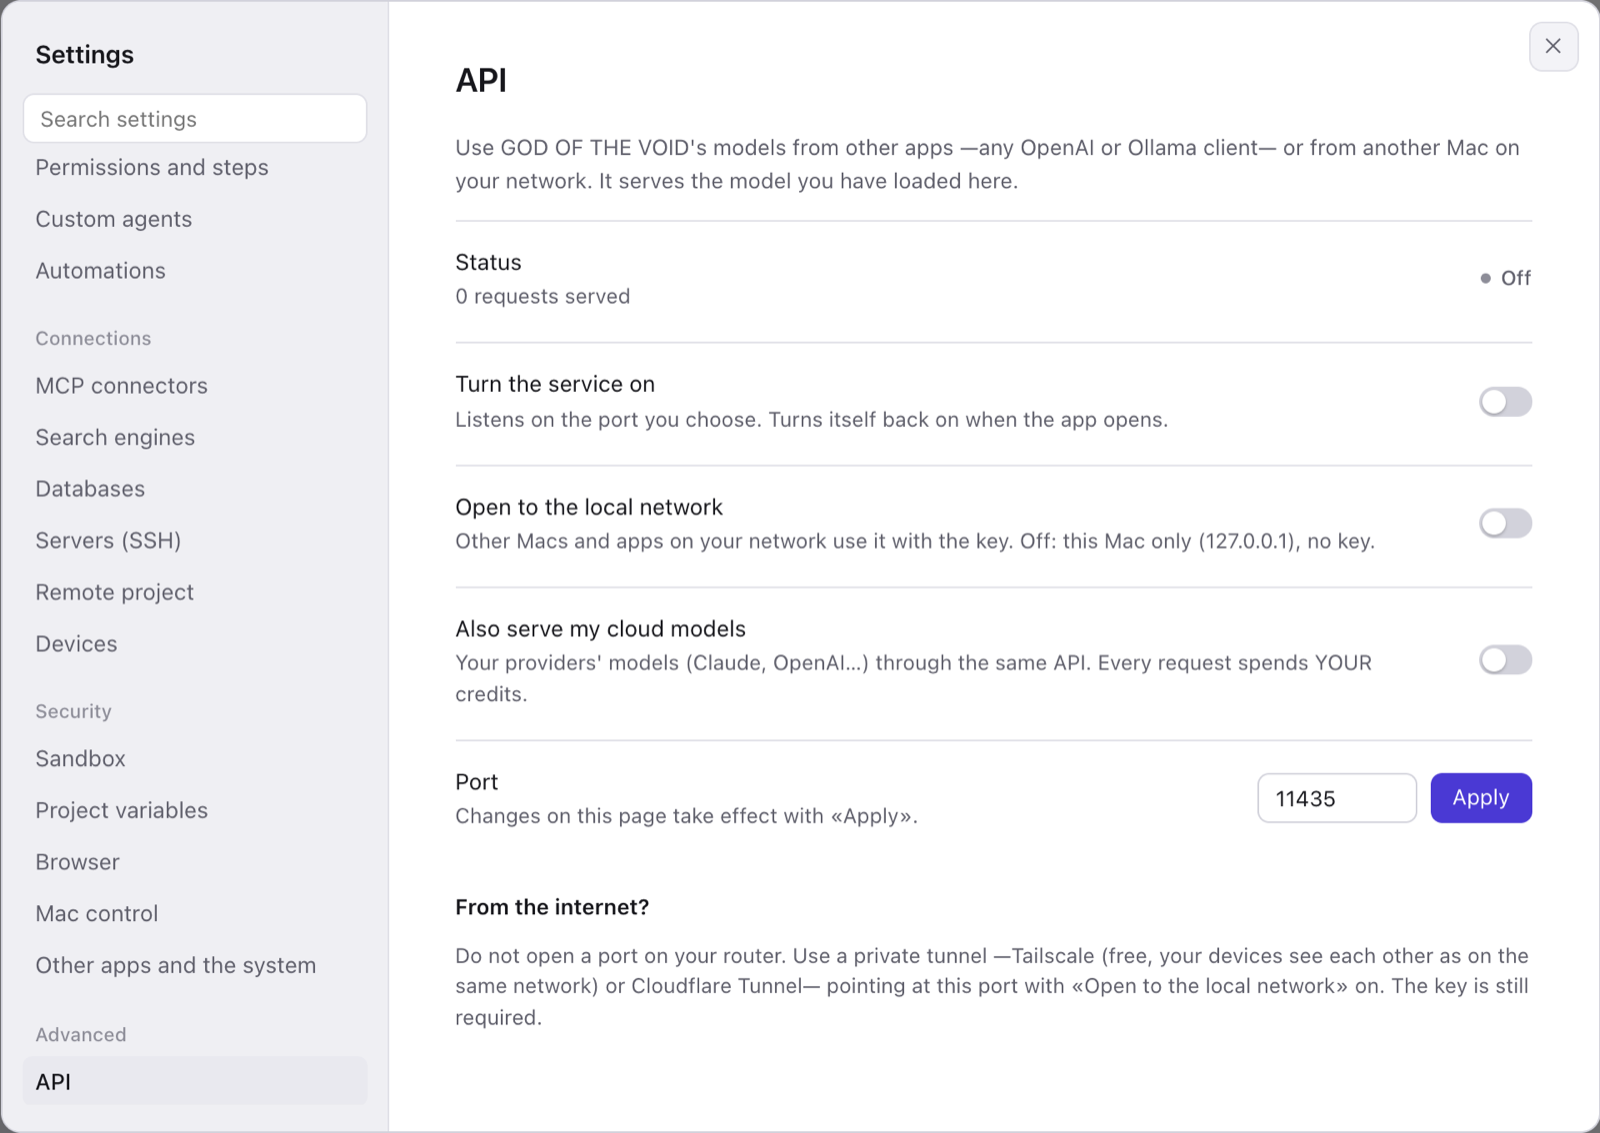 Settings
Search settings
Permissions and steps
Custom agents
Automations
Connections
MCP connectors
Search engines
Databases
Servers (SSH)
Remote project
Devices
Security
Sandbox
Project variables
Browser
Mac control
Other apps and the system
Advanced
API
API
Use GOD OF THE VOID's models from other apps —any OpenAI or Ollama client— or from another Mac on
your network. It serves the model you have loaded here.
Status
0 requests served
Off
Turn the service on
Listens on the port you choose. Turns itself back on when the app opens.
Open to the local network
Other Macs and apps on your network use it with the key. Off: this Mac only (127.0.0.1), no key.
Also serve my cloud models
Your providers' models (Claude, OpenAI...) through the same API. Every request spends YOUR
credits.
Port
Changes on this page take effect with «Apply».
11435
Apply
From the internet?
Do not open a port on your router. Use a private tunnel —Tailscale (free, your devices see each other as on the
same network) or Cloudflare Tunnel— pointing at this port with «Open to the local network» on. The key is still
required.